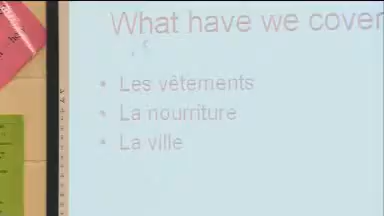 What have we cover
• Les vêtements
• La nourriture
• La ville